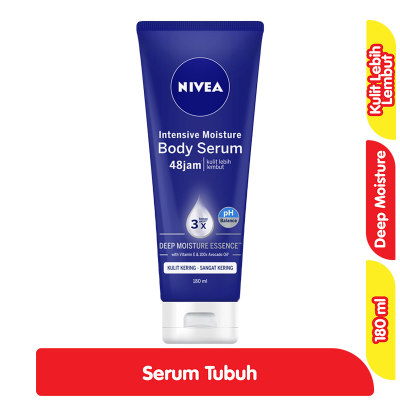 NIVEA
Intensive Moisture
Body Serum
48jam
kulit lebih
lembut
3X
pH
Balance
DEEP MOISTURE ESSENCE
with Vitamin E & 100x Avocado Oil*
KULIT KERING - SANGAT KERING
180 ml
Kulit Lebih
Lembut
Deep Moisture
180 ml
Serum Tubuh